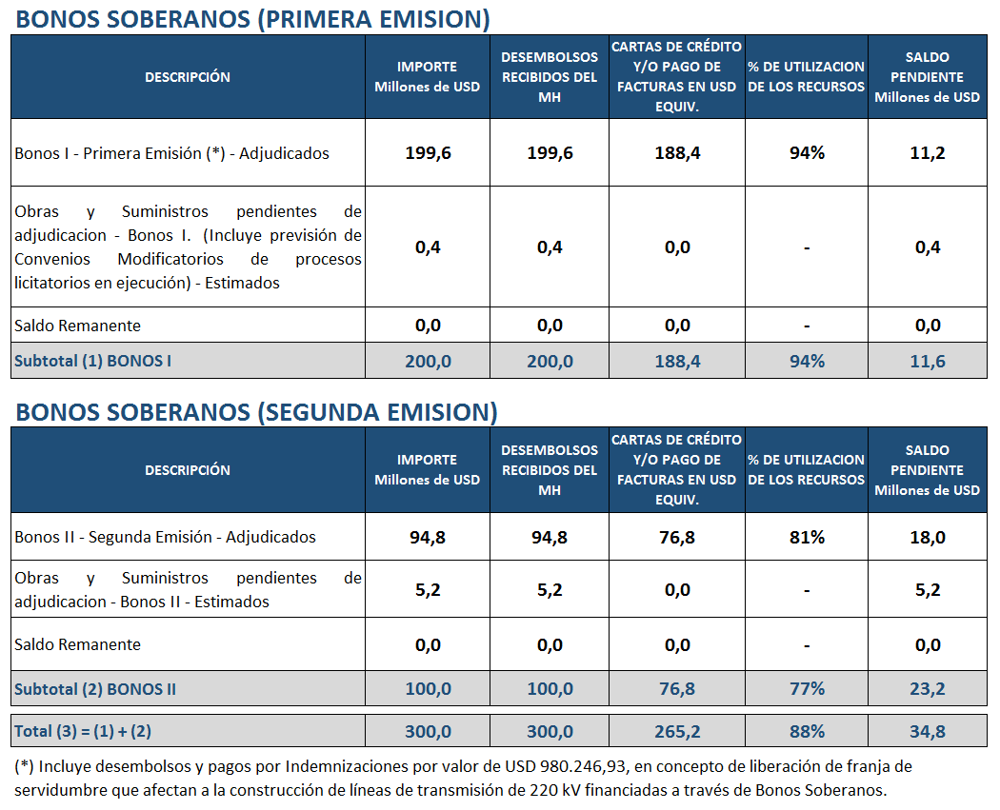 BONOS SOBERANOS (PRIMERA EMISION)
DESCRIPCIÓN
IMPORTE
Millones de USD
DESEMBOLSOS
RECIBIDOS DEL
MH
CARTAS DE CRÉDITO
Y/O PAGO DE
FACTURAS EN USD
EQUIV.
% DE UTILIZACION
DE LOS RECURSOS
SALDO
PENDIENTE
Millones de USD
Bonos I - Primera Emisión (*) - Adjudicados 199,6 199,6 188,4 94% 11,2
Obras y Suministros pendientes de
adjudicacion - Bonos I. (Incluye previsión de
Convenios Modificatorios de procesos
licitatorios en ejecución) - Estimados
0,4 0,4 0,0 - 0,4
Saldo Remanente 0,0 0,0 0,0 - 0,0
Subtotal (1) BONOS I 200,0 200,0 188,4 94% 11,6
BONOS SOBERANOS (SEGUNDA EMISION)
DESCRIPCIÓN
IMPORTE
Millones de USD
DESEMBOLSOS
RECIBIDOS DEL
MH
CARTAS DE CRÉDITO
Y/O PAGO DE
FACTURAS EN USD
EQUIV.
% DE UTILIZACION
DE LOS RECURSOS
SALDO
PENDIENTE
Millones de USD
Bonos II - Segunda Emisión - Adjudicados 94,8 94,8 76,8 81% 18,0
Obras y Suministros pendientes de
adjudicacion - Bonos II - Estimados
5,2 5,2 0,0 - 5,2
Saldo Remanente 0,0 0,0 0,0 - 0,0
Subtotal (2) BONOS II 100,0 100,0 76,8 77% 23,2
Total (3) = (1) + (2) 300,0 300,0 265,2 88% 34,8
(*) Incluye desembolsos y pagos por Indemnizaciones por valor de USD 980.246,93, en concepto de liberación de franja de
servidumbre que afectan a la construcción de líneas de transmisión de 220 kV financiadas a través de Bonos Soberanos.